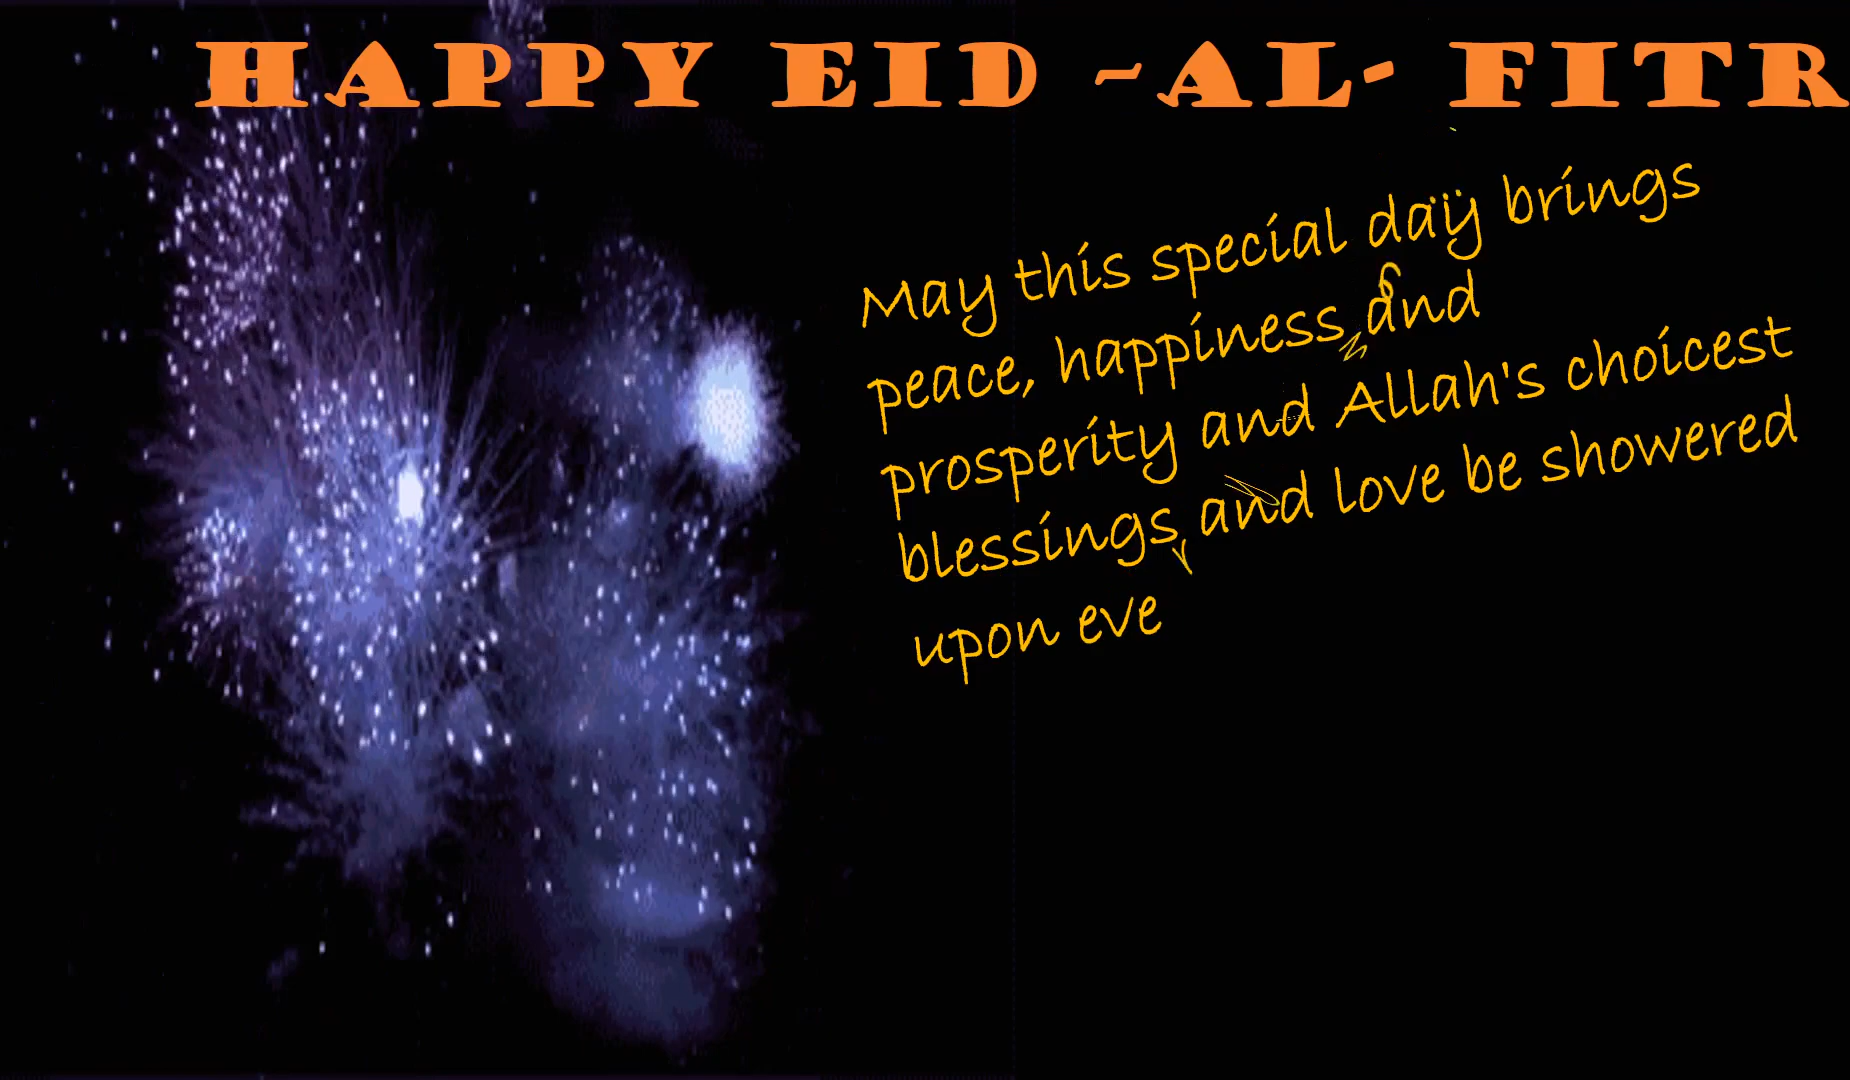 HAPPY EID ~AL- FITR
May this special day brings
peace, happiness and
prosperity and Allah's choicest
blessings and love be showered
upon eve